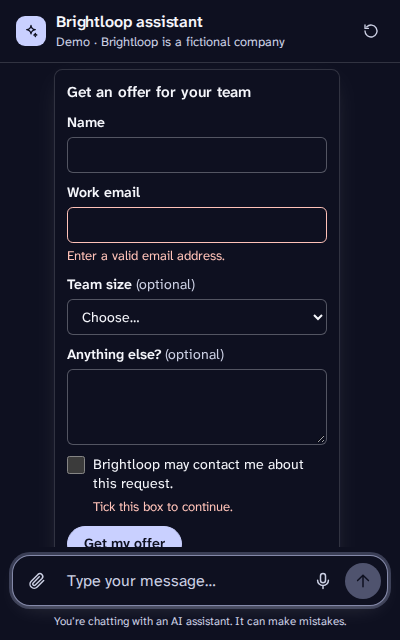 Brightloop assistant
Demo · Brightloop is a fictional company
Get an offer for your team
Name
Work email
Enter a valid email address.
Team size (optional)
Choose...
Anything else? (optional)
Brightloop may contact me about
this request.
Tick this box to continue.
Get my offer
Type your message...
You're chatting with an AI assistant. It can make mistakes.